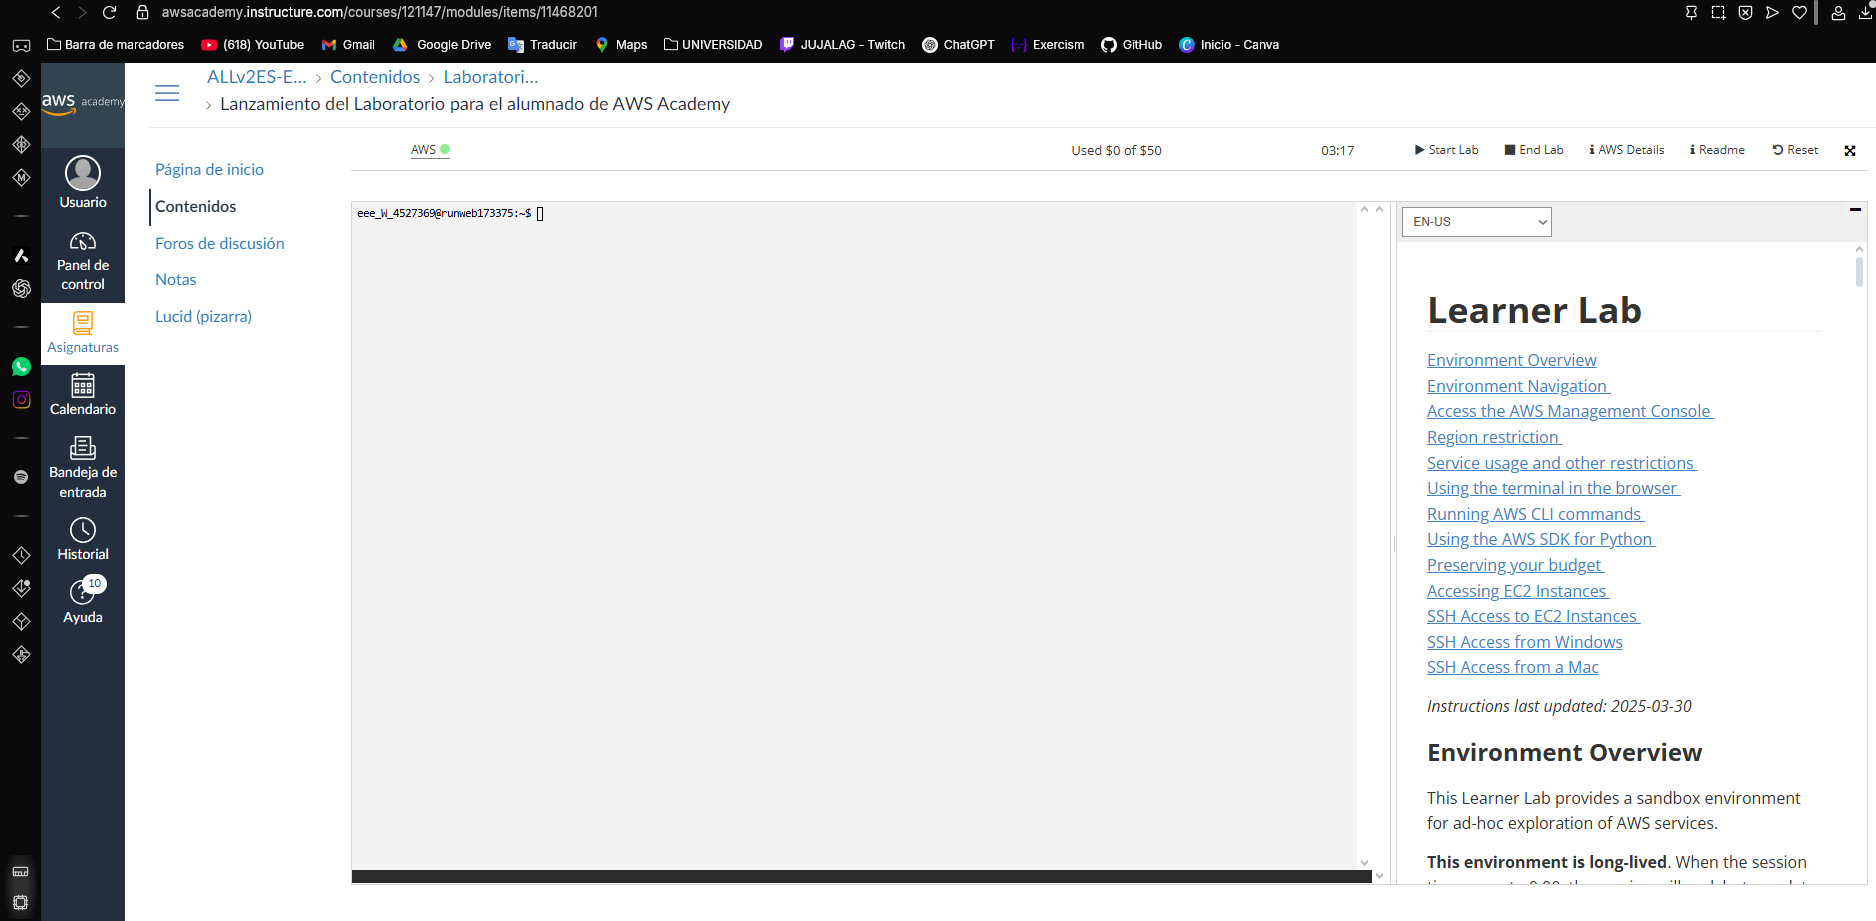 awsacademy.instructure.com/courses/121147/modules/items/11468201
Barra de marcadores
(618) YouTube
Gmail
Google Drive
Traducir
Maps
UNIVERSIDAD
JUJALAG - Twitch
ChatGPT
Exercism
GitHub
Inicio - Canva
aws academy
Usuario
Panel de
control
Asignaturas
Calendario
Bandeja de
entrada
Historial
10
Ayuda
ALLv2ES-E... > Contenidos > Laboratori...
> Lanzamiento del Laboratorio para el alumnado de AWS Academy
Página de inicio
Contenidos
Foros de discusión
Notas
Lucid (pizarra)
AWS
Used $0 of $50
03:17
Start Lab
End Lab
AWS Details
Readme
Reset
eee_W_4527369@runweb173375:~$
EN-US
Learner Lab
Environment Overview
Environment Navigation
Access the AWS Management Console
Region restriction
Service usage and other restrictions
Using the terminal in the browser
Running AWS CLI commands
Using the AWS SDK for Python
Preserving your budget
Accessing EC2 Instances
SSH Access to EC2 Instances
SSH Access from Windows
SSH Access from a Mac
Instructions last updated: 2025-03-30
Environment Overview
This Learner Lab provides a sandbox environment
for ad-hoc exploration of AWS services.
This environment is long-lived. When the session